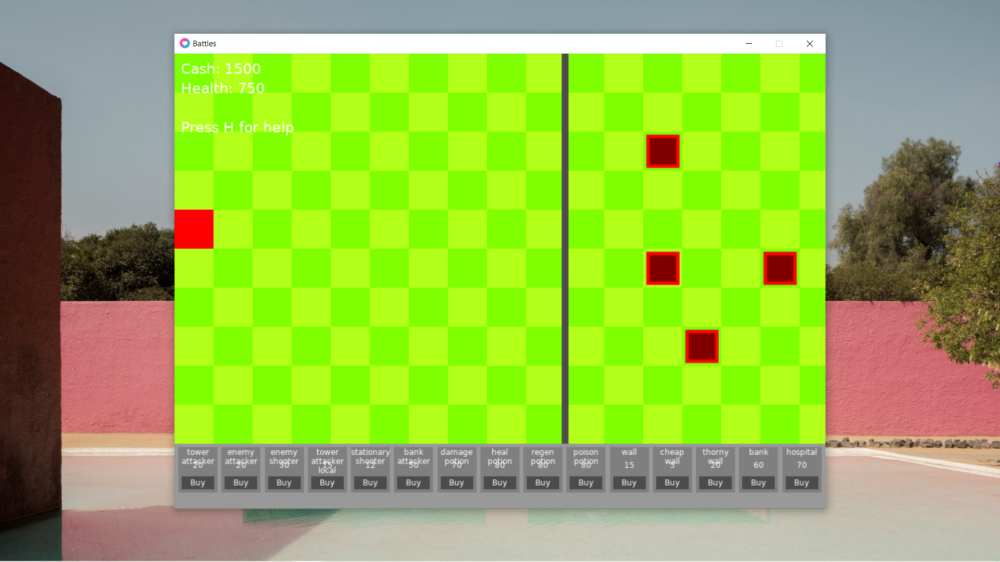 Battles
Cash: 1500
Health: 750
Press H for help
tower attacker 20
enemy attacker 20
enemy shooter 30
tower attacker local 15
stationary shooter 12
bank attacker 50
damage potion 70
heal potion 80
regen potion 80
poison potion 80
wall 15
cheap wall 5
thorny wall 20
bank 60
hospital 70
Buy Buy Buy Buy Buy Buy Buy Buy Buy Buy Buy Buy Buy Buy Buy